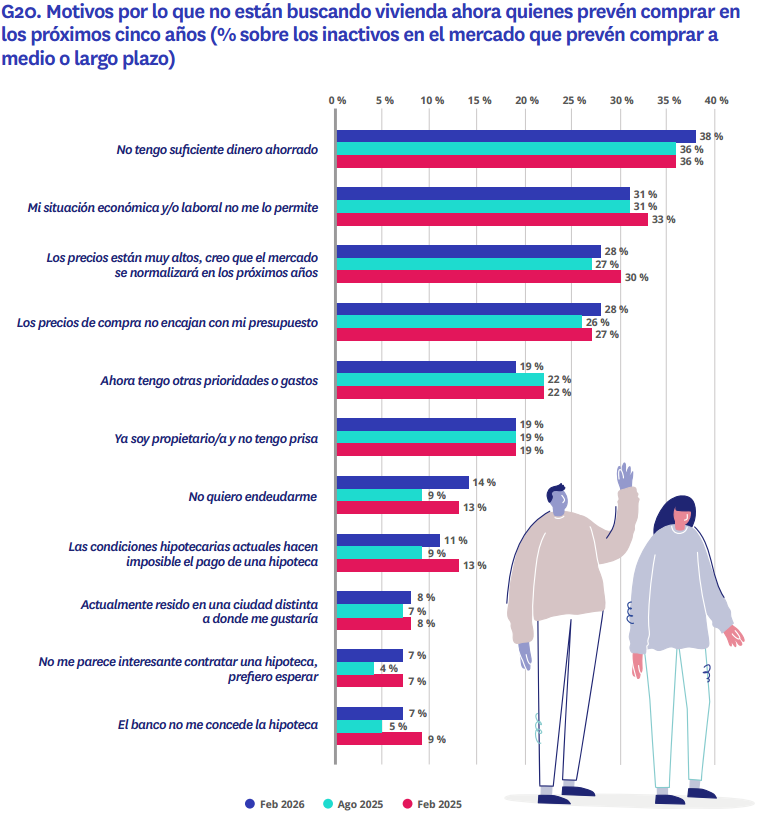 G20. Motivos por lo que no están buscando vivienda ahora quienes prevén comprar en
los próximos cinco años (% sobre los inactivos en el mercado que prevén comprar a
medio o largo plazo)
0 % 5 % 10 % 15 % 20 % 25 % 30 % 35 % 40 %
No tengo suficiente dinero ahorrado
38 %
36 %
36 %
Mi situación económica y/o laboral no me lo permite
31 %
31 %
33 %
Los precios están muy altos, creo que el mercado
se normalizará en los próximos años
28 %
27 %
30 %
Los precios de compra no encajan con mi presupuesto
28 %
26 %
27 %
Ahora tengo otras prioridades o gastos
19 %
22 %
22 %
Ya soy propietario/a y no tengo prisa
19 %
19 %
19 %
No quiero endeudarme
14 %
9 %
13 %
Las condiciones hipotecarias actuales hacen
imposible el pago de una hipoteca
11 %
9 %
13 %
Actualmente resido en una ciudad distinta
a donde me gustaría
8 %
7 %
8 %
No me parece interesante contratar una hipoteca,
prefiero esperar
7 %
4 %
7 %
El banco no me concede la hipoteca
7 %
5 %
9 %
Feb 2026 Ago 2025 Feb 2025